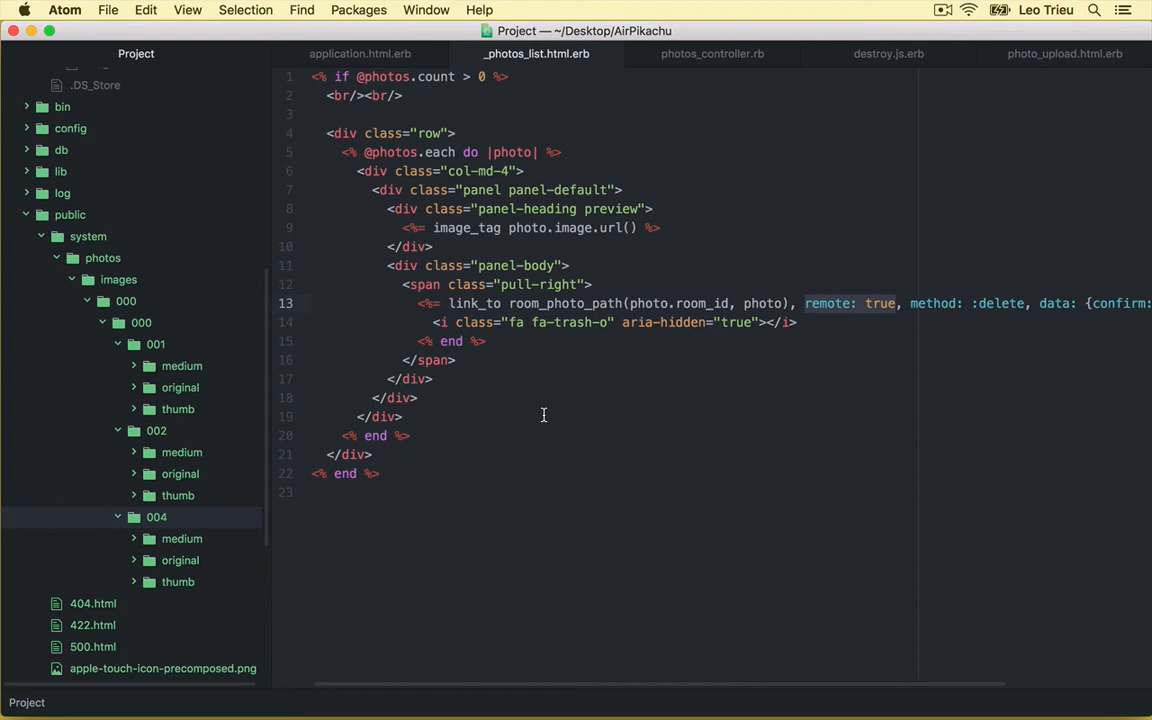 Atom File Edit View Selection Find Packages Window Help Leo Trieu
Project — ~/Desktop/AirPikachu
Project application.html.erb _photos_list.html.erb photos_controller.rb destroy.js.erb photo_upload.html.erb
.DS_Store
bin
config
db
lib
log
public
system
photos
images
000
000
001
medium
original
thumb
002
medium
original
thumb
004
medium
original
thumb
404.html
422.html
500.html
apple-touch-icon-precomposed.png
1 <% if @photos.count > 0 %>
2 <br/><br/>
3
4 <div class="row">
5 <% @photos.each do |photo| %>
6 <div class="col-md-4">
7 <div class="panel panel-default">
8 <div class="panel-heading preview">
9 <%= image_tag photo.image.url() %>
10 </div>
11 <div class="panel-body">
12 <span class="pull-right">
13 <%= link_to room_photo_path(photo.room_id, photo), remote: true, method: :delete, data: {confirm:
14 <i class="fa fa-trash-o" aria-hidden="true"></i>
15 <% end %>
16 </span>
17 </div>
18 </div>
19 </div>
20 <% end %>
21 </div>
22 <% end %>
23
Project